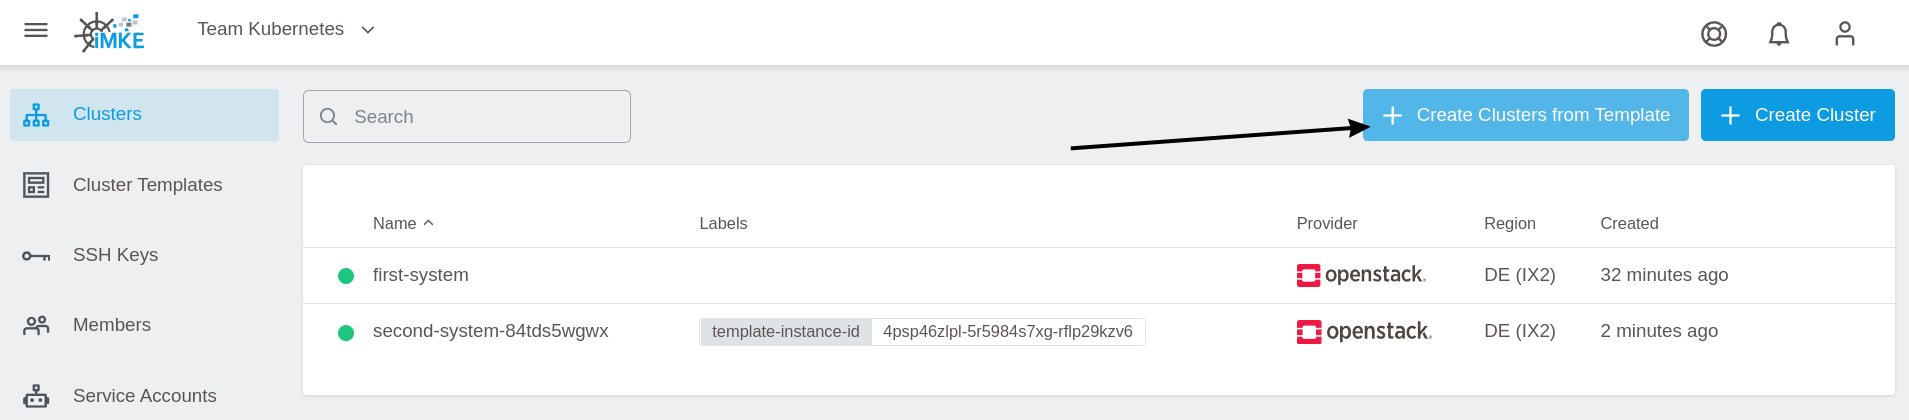 iMKE
Team Kubernetes
Clusters
Cluster Templates
SSH Keys
Members
Service Accounts
Search
Create Clusters from Template
Create Cluster
Name Labels Provider Region Created
first-system openstack. DE (IX2) 32 minutes ago
second-system-84tds5wgwx template-instance-id 4psp46zlpl-5r5984s7xg-rflp29kzv6 openstack. DE (IX2) 2 minutes ago